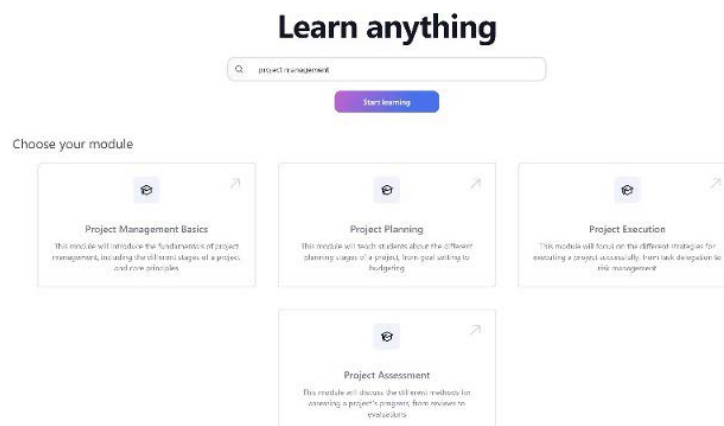 Learn anything
project management
Start learning
Choose your module
Project Management Basics
This module will introduce the fundamentals of project
management, including the different stages of a project
and core principles
Project Planning
This module will teach students about the different
planning stages of a project, from goal setting to
budgeting
Project Execution
This module will focus on the different strategies for
executing a project successfully, from task delegation to
risk management
Project Assessment
This module will discuss the different methods for
assessing a project's progress, from reviews to
evaluations